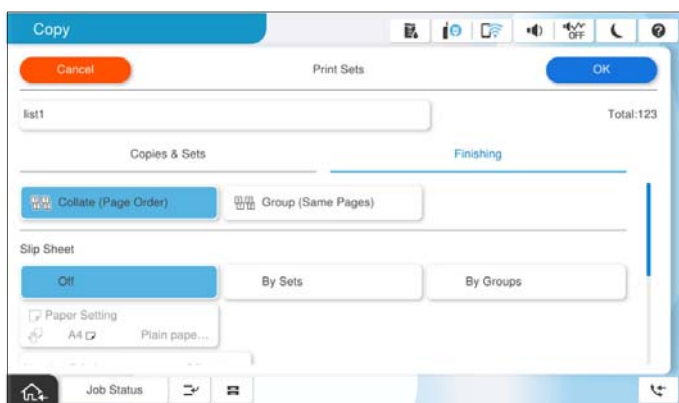 Copy
OFF
Cancel
Print Sets
OK
list1
Total:123
Copies & Sets
Finishing
Collate (Page Order)
Group (Same Pages)
Slip Sheet
Off
By Sets
By Groups
Paper Setting
A4
Plain pape...
Job Status